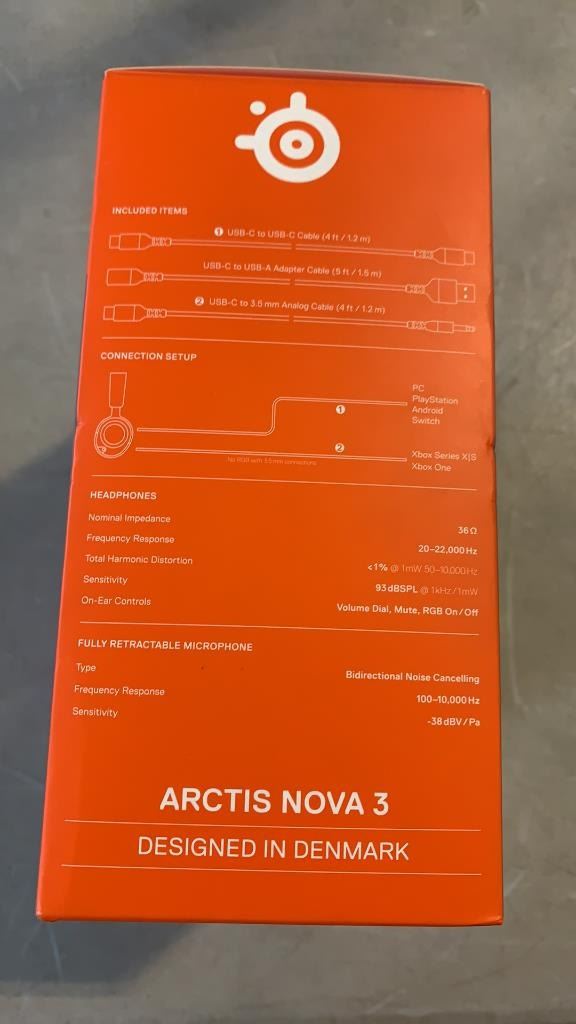 INCLUDED ITEMS
1 USB-C to USB-C Cable (4 ft / 1.2 m)
USB-C to USB-A Adapter Cable (5 ft / 1.5 m)
2 USB-C to 3.5 mm Analog Cable (4 ft / 1.2 m)
CONNECTION SETUP
1
PC
PlayStation
Android
Switch
2
No RGB with 3.5mm connections
Xbox Series X|S
Xbox One
HEADPHONES
Nominal Impedance 36 Ω
Frequency Response 20–22,000 Hz
Total Harmonic Distortion <1% @ 1mW 50–10,000Hz
Sensitivity 93 dBSPL @ 1kHz/1mW
On-Ear Controls Volume Dial, Mute, RGB On/Off
FULLY RETRACTABLE MICROPHONE
Type Bidirectional Noise Cancelling
Frequency Response 100–10,000 Hz
Sensitivity -38 dBV/Pa
ARCTIS NOVA 3
DESIGNED IN DENMARK